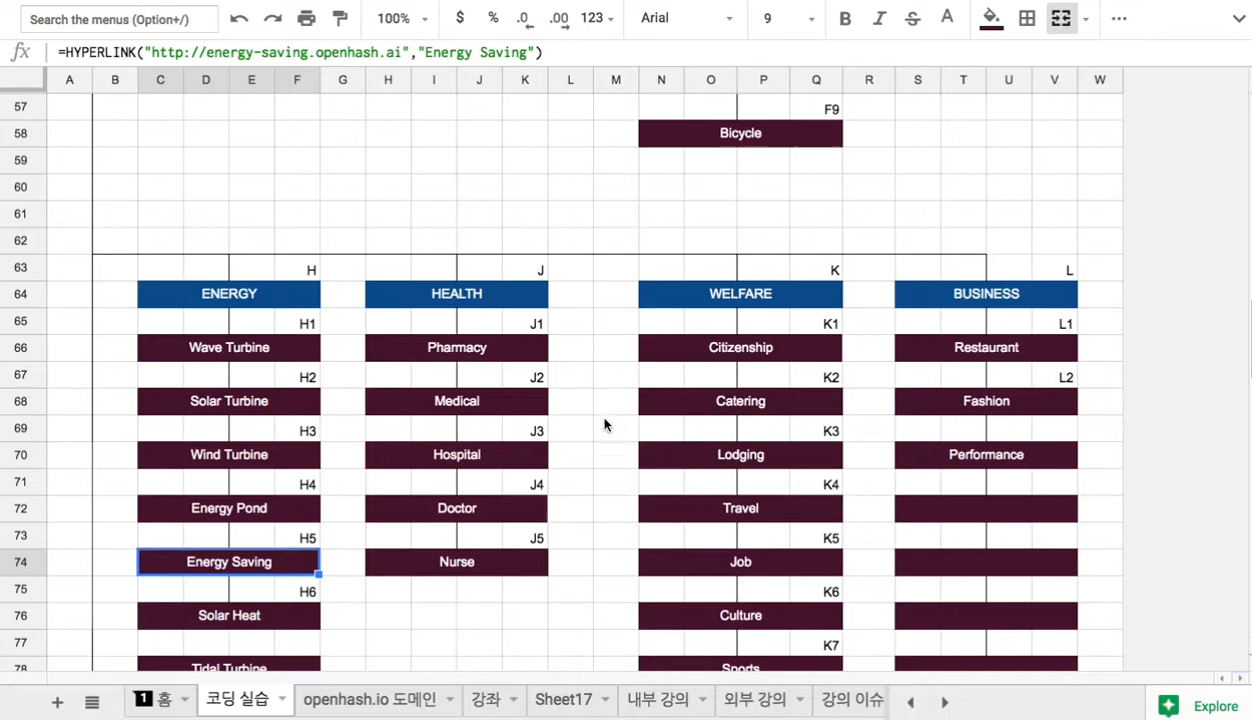 Search the menus (Option+/) 100% $ % .0 .00 123 Arial 9 B I S A
fx =HYPERLINK("http://energy-saving.openhash.ai","Energy Saving")
A B C D E F G H I J K L M N O P Q R S T U V W
57 F9
58 Bicycle
59
60
61
62
63 H J K L
64 ENERGY HEALTH WELFARE BUSINESS
65 H1 J1 K1 L1
66 Wave Turbine Pharmacy Citizenship Restaurant
67 H2 J2 K2 L2
68 Solar Turbine Medical Catering Fashion
69 H3 J3 K3
70 Wind Turbine Hospital Lodging Performance
71 H4 J4 K4
72 Energy Pond Doctor Travel
73 H5 J5 K5
74 Energy Saving Nurse Job
75 H6 K6
76 Solar Heat Culture
77 K7
78 Tidal Turbine Sports
1 홈 코딩 실습 openhash.io 도메인 강좌 Sheet17 내부 강의 외부 강의 강의 이슈 Explore